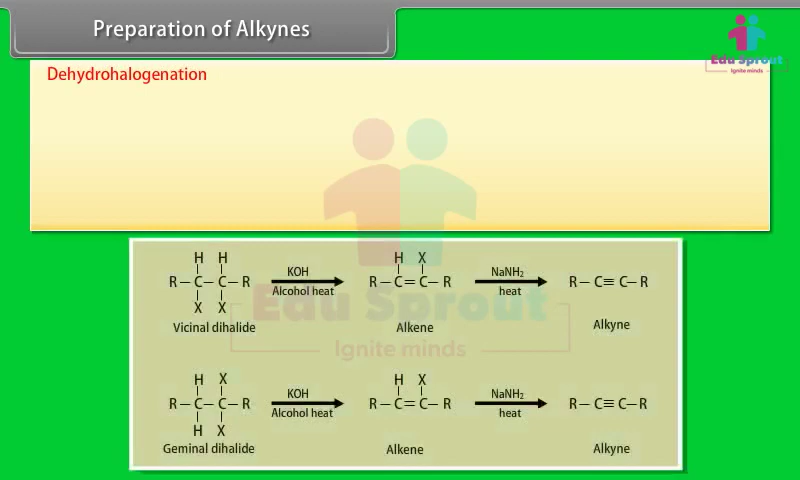 Preparation of Alkynes
Edu Sprout
Ignite minds
Dehydrohalogenation
H H
R – C – C – R
X X
Vicinal dihalide
KOH
Alcohol heat
H X
R – C = C – R
Alkene
NaNH₂
heat
R – C ≡ C – R
Alkyne
Edu Sprout
Ignite minds
H X
R – C – C – R
H X
Geminal dihalide
KOH
Alcohol heat
H X
R – C = C – R
Alkene
NaNH₂
heat
R – C ≡ C – R
Alkyne